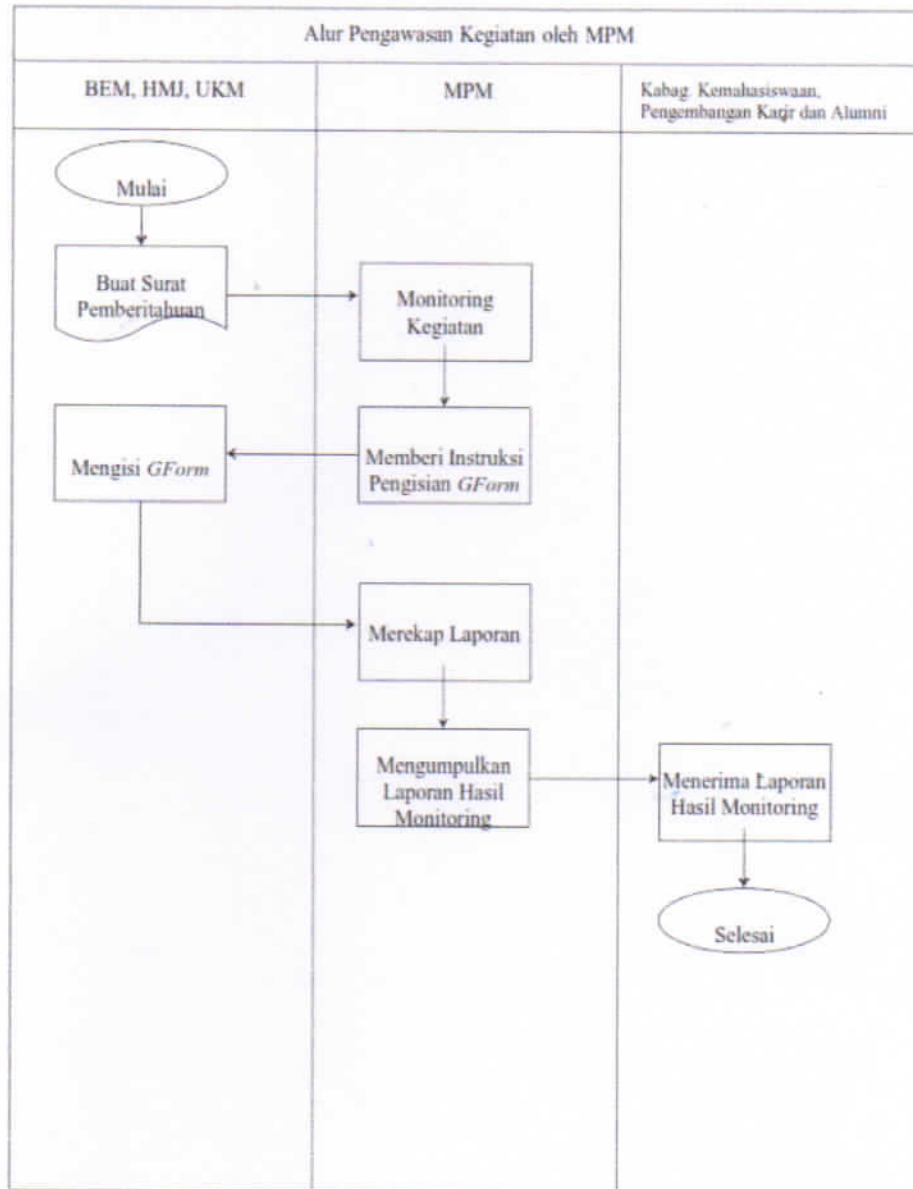 Alur Pengawasan Kegiatan oleh MPM
BEM, HMJ, UKM
MPM
Kabag. Kemahasiswaan,
Pengembangan Karir dan Alumni
Mulai
Buat Surat
Pemberitahuan
Monitoring
Kegiatan
Mengisi GForm
Memberi Instruksi
Pengisian GForm
Merekap Laporan
Mengumpulkan
Laporan Hasil
Monitoring
Menerima Laporan
Hasil Monitoring
Selesai